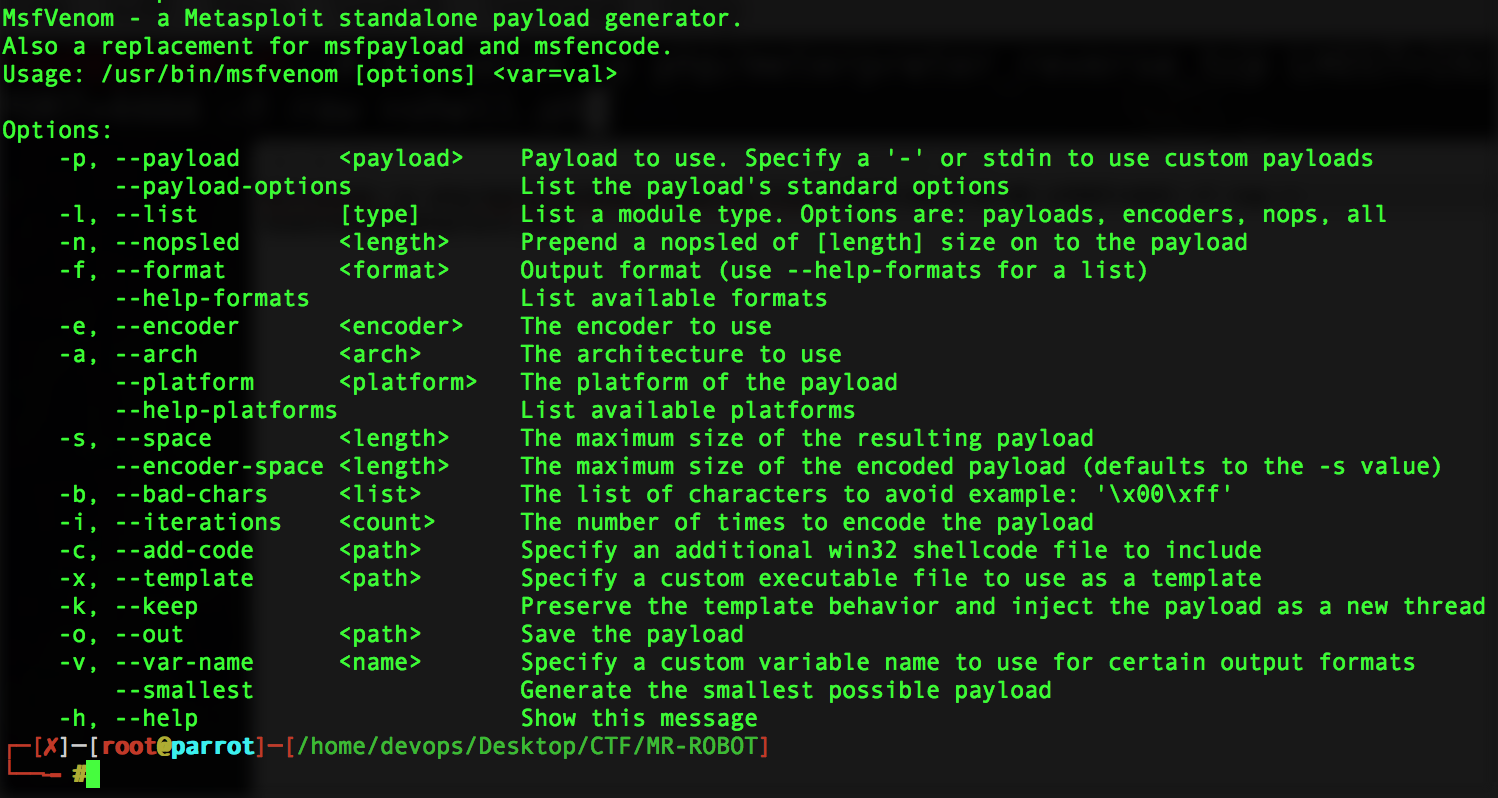 MsfVenom - a Metasploit standalone payload generator.
Also a replacement for msfpayload and msfencode.
Usage: /usr/bin/msfvenom [options] <var=val>
Options:
-p, --payload <payload> Payload to use. Specify a '-' or stdin to use custom payloads
--payload-options List the payload's standard options
-l, --list [type] List a module type. Options are: payloads, encoders, nops, all
-n, --nopsled <length> Prepend a nopsled of [length] size on to the payload
-f, --format <format> Output format (use --help-formats for a list)
--help-formats List available formats
-e, --encoder <encoder> The encoder to use
-a, --arch <arch> The architecture to use
--platform <platform> The platform of the payload
--help-platforms List available platforms
-s, --space <length> The maximum size of the resulting payload
--encoder-space <length> The maximum size of the encoded payload (defaults to the -s value)
-b, --bad-chars <list> The list of characters to avoid example: '\x00\xff'
-i, --iterations <count> The number of times to encode the payload
-c, --add-code <path> Specify an additional win32 shellcode file to include
-x, --template <path> Specify a custom executable file to use as a template
-k, --keep Preserve the template behavior and inject the payload as a new thread
-o, --out <path> Save the payload
-v, --var-name <name> Specify a custom variable name to use for certain output formats
--smallest Generate the smallest possible payload
-h, --help Show this message
┌─[✗]─[root@parrot]─[/home/devops/Desktop/CTF/MR-ROBOT]
└──╼ #